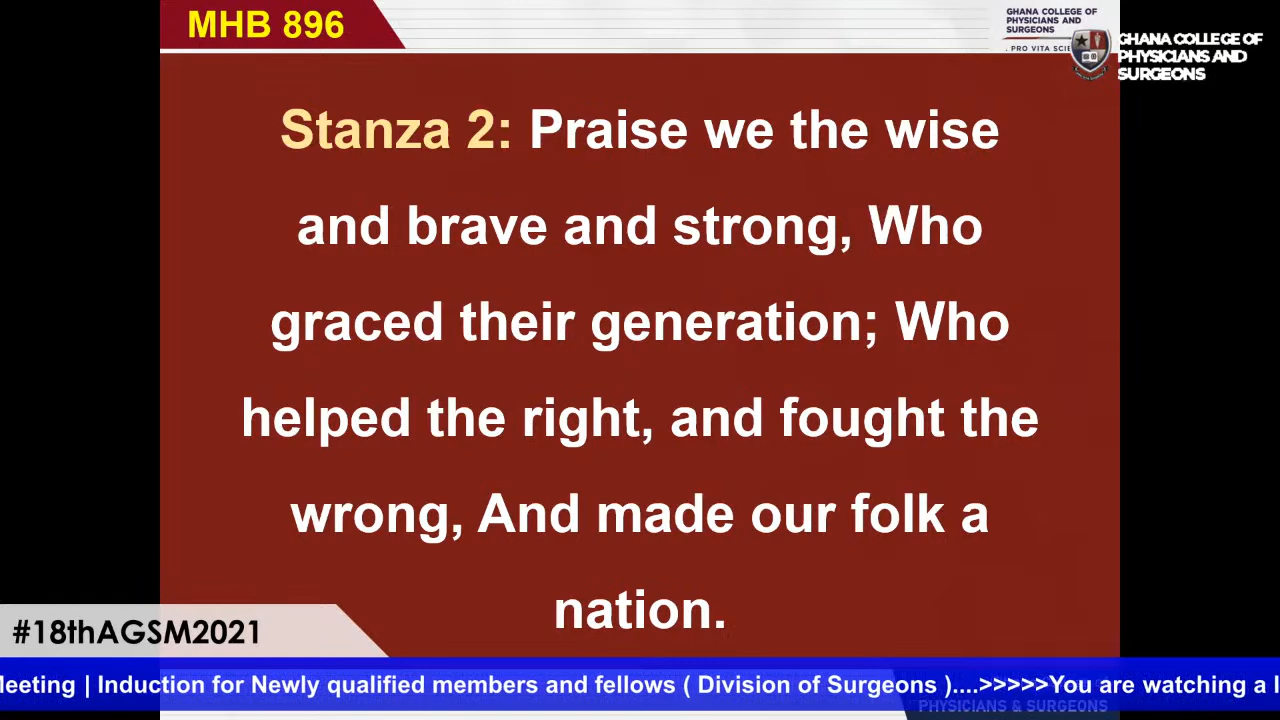 MHB 896
GHANA COLLEGE OF
PHYSICIANS AND
SURGEONS
. PRO VITA
GHANA COLLEGE OF
PHYSICIANS AND
SURGEONS
Stanza 2: Praise we the wise
and brave and strong, Who
graced their generation; Who
helped the right, and fought the
wrong, And made our folk a
nation.
#18thAGSM2021
Meeting | Induction for Newly qualified members and fellows ( Division of Surgeons )....>>>>>You are watching a
PHYSICIANS & SURGEONS